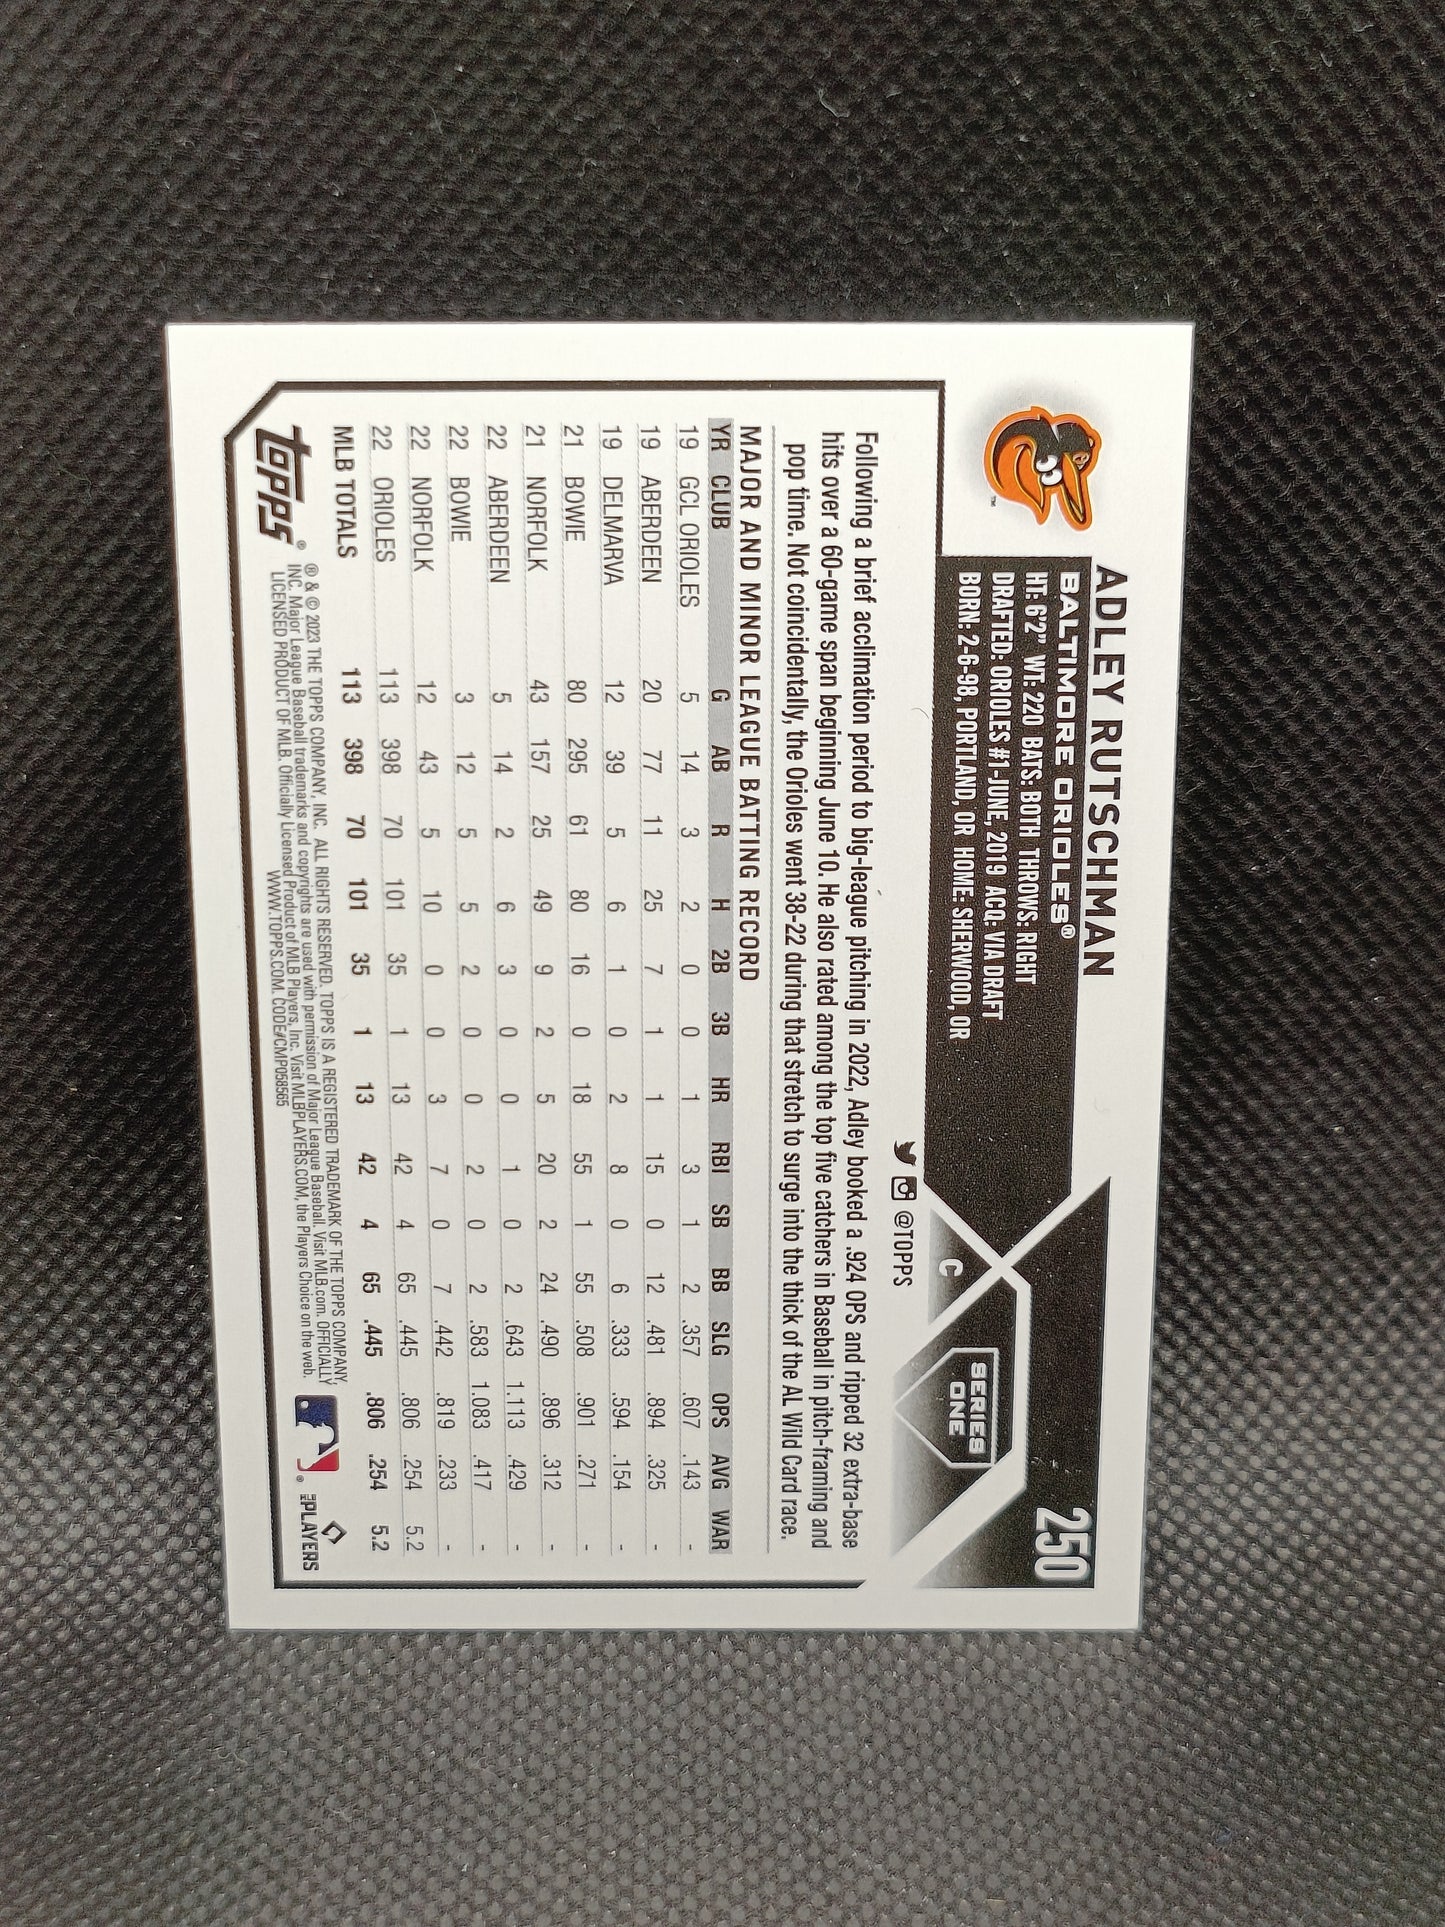 ADLEY RUTSCHMAN
250
BALTIMORE ORIOLES®
HT: 6'2" WT: 220 BATS: BOTH THROWS: RIGHT
DRAFTED: ORIOLES #1-JUNE, 2019 ACQ: VIA DRAFT
BORN: 2-6-98, PORTLAND, OR HOME: SHERWOOD, OR
C
SERIES
ONE
™
@TOPPS
Following a brief acclimation period to big-league pitching in 2022, Adley booked a .924 OPS and ripped 32 extra-base
hits over a 60-game span beginning June 10. He also rated among the top five catchers in Baseball in pitch-framing and
pop time. Not coincidentally, the Orioles went 38-22 during that stretch to surge into the thick of the AL Wild Card race.
MAJOR AND MINOR LEAGUE BATTING RECORD
YR CLUB G AB R H 2B 3B HR RBI SB BB SLG OPS AVG WAR
19 GCL ORIOLES 5 14 3 2 0 0 1 3 1 2 .357 .607 .143 -
19 ABERDEEN 20 77 11 25 7 1 1 15 0 12 .481 .894 .325 -
19 DELMARVA 12 39 5 6 1 0 2 8 0 6 .333 .594 .154 -
21 BOWIE 80 295 61 80 16 0 18 55 1 55 .508 .901 .271 -
21 NORFOLK 43 157 25 49 9 2 5 20 2 24 .490 .896 .312 -
22 ABERDEEN 5 14 2 6 3 0 0 1 0 2 .643 1.113 .429 -
22 BOWIE 3 12 5 5 2 0 0 2 0 2 .583 1.083 .417 -
22 NORFOLK 12 43 5 10 0 0 3 7 0 7 .442 .819 .233 -
22 ORIOLES 113 398 70 101 35 1 13 42 4 65 .445 .806 .254 5.2
MLB TOTALS 113 398 70 101 35 1 13 42 4 65 .445 .806 .254 5.2
topps®
® & © 2023 THE TOPPS COMPANY, INC. ALL RIGHTS RESERVED. TOPPS IS A REGISTERED TRADEMARK OF THE TOPPS COMPANY,
INC. Major League Baseball trademarks and copyrights are used with permission of Major League Baseball. Visit MLB.com. OFFICIALLY
LICENSED PRODUCT OF MLB. Officially Licensed Product of MLB Players, Inc. Visit MLBPLAYERS.COM, the Players Choice on the web.
WWW.TOPPS.COM. CODE#CMP058565
®
THE PLAYERS